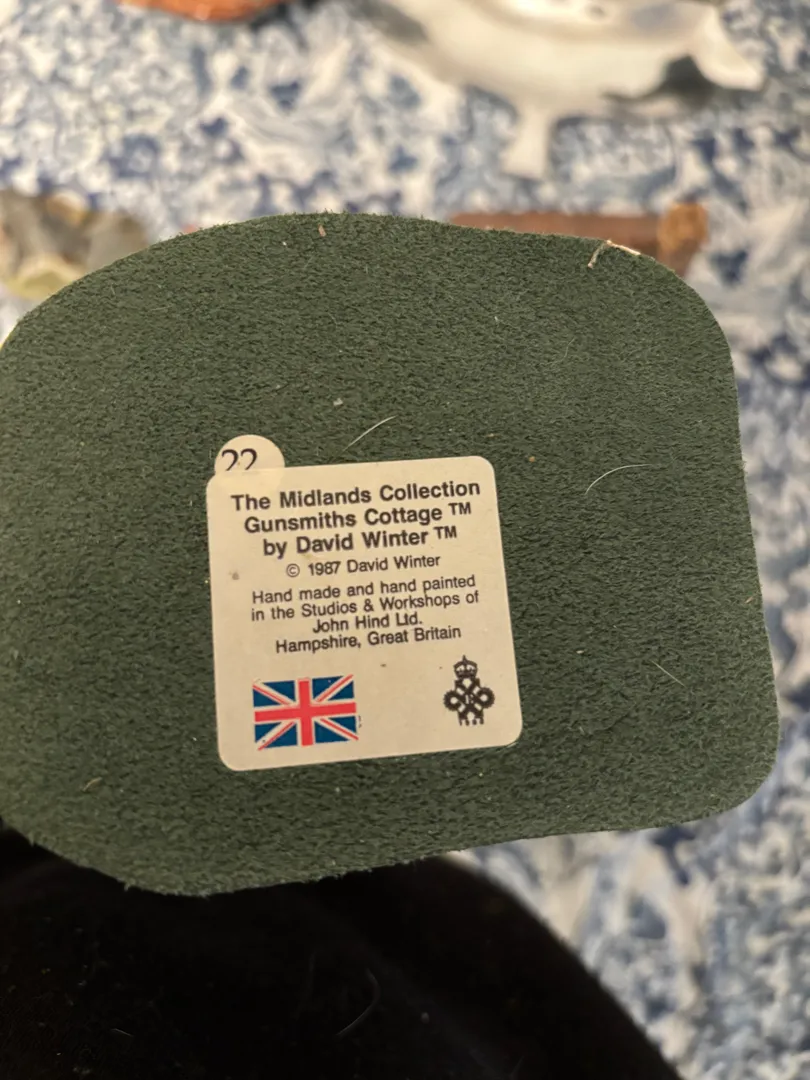 22
The Midlands Collection
Gunsmiths Cottage ™
by David Winter ™
© 1987 David Winter
Hand made and hand painted
in the Studios & Workshops of
John Hind Ltd.
Hampshire, Great Britain